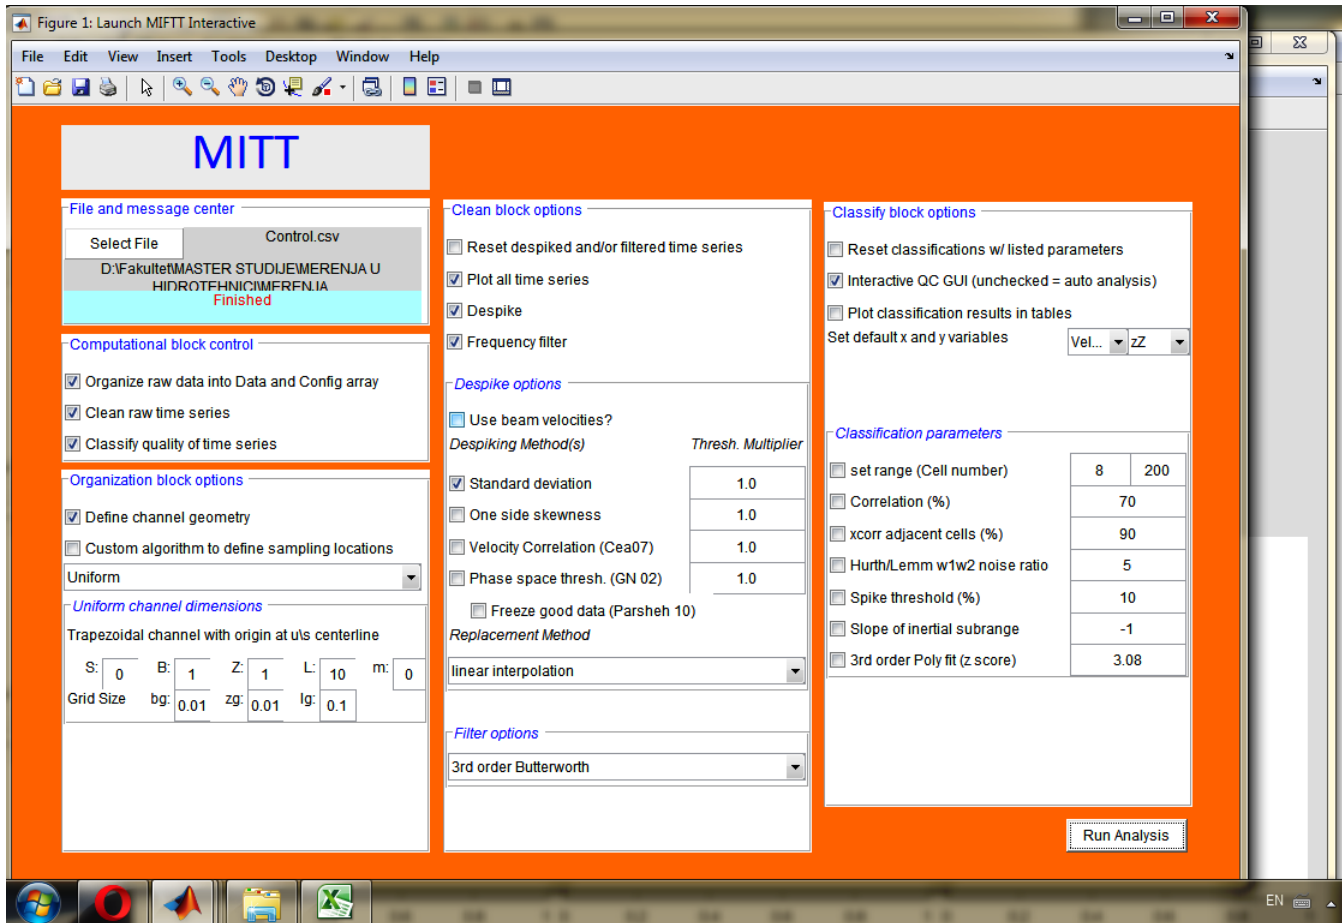 Figure 1: Launch MIFTT Interactive
File Edit View Insert Tools Desktop Window Help
MITT
File and message center
Select File
Control.csv
D:\Fakultet\MASTER STUDIJE\MERENJA U
HIDROTEHNICI\MERENJA
Finished
Computational block control
Organize raw data into Data and Config array
Clean raw time series
Classify quality of time series
Organization block options
Define channel geometry
Custom algorithm to define sampling locations
Uniform
Uniform channel dimensions
Trapezoidal channel with origin at u\s centerline
S: 0 B: 1 Z: 1 L: 10 m: 0
Grid Size bg: 0.01 zg: 0.01 lg: 0.1
Clean block options
Reset despiked and/or filtered time series
Plot all time series
Despike
Frequency filter
Despike options
Use beam velocities?
Despiking Method(s) Thresh. Multiplier
Standard deviation 1.0
One side skewness 1.0
Velocity Correlation (Cea07) 1.0
Phase space thresh. (GN 02) 1.0
Freeze good data (Parsheh 10)
Replacement Method
linear interpolation
Filter options
3rd order Butterworth
Classify block options
Reset classifications w/ listed parameters
Interactive QC GUI (unchecked = auto analysis)
Plot classification results in tables
Set default x and y variables Vel... zZ
Classification parameters
set range (Cell number) 8 200
Correlation (%) 70
xcorr adjacent cells (%) 90
Hurth/Lemm w1w2 noise ratio 5
Spike threshold (%) 10
Slope of inertial subrange -1
3rd order Poly fit (z score) 3.08
Run Analysis
EN